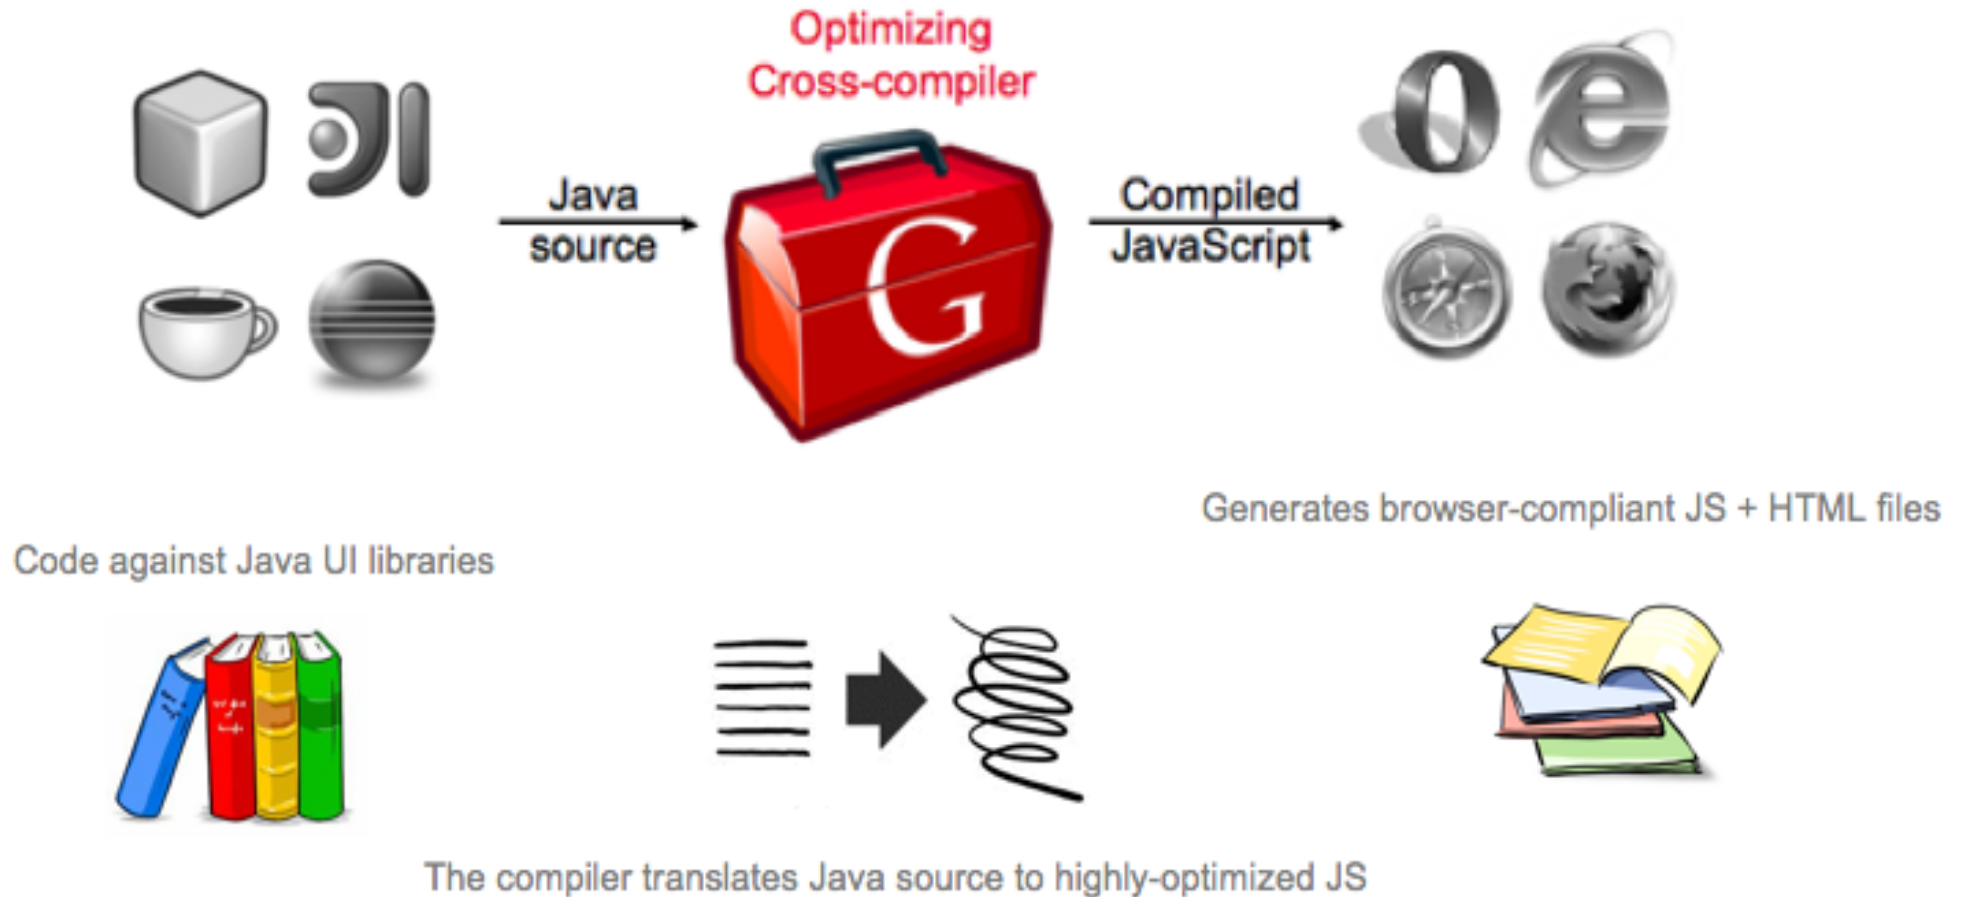 Optimizing
Cross-compiler
Java
source
G
Compiled
JavaScript
Generates browser-compliant JS + HTML files
Code against Java UI libraries
The compiler translates Java source to highly-optimized JS